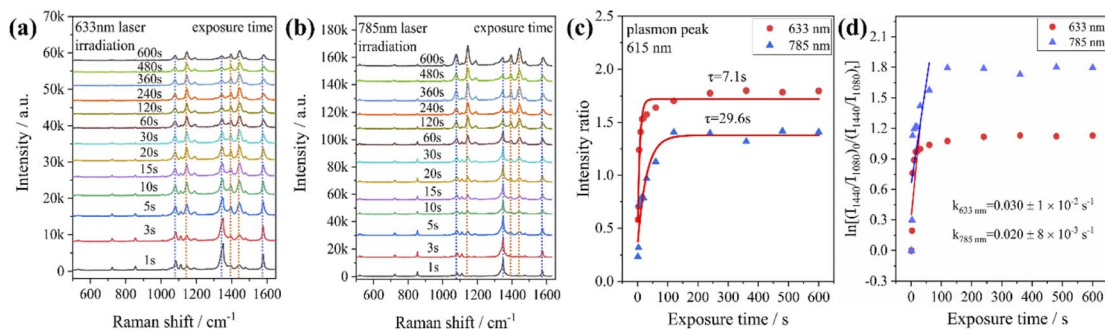 (a)
633nm laser
irradiation
exposure time
600s
480s
360s
240s
120s
60s
30s
20s
15s
10s
5s
3s
1s
70k
60k
50k
40k
30k
20k
10k
0
Intensity / a.u.
600 800 1000 1200 1400 1600
Raman shift / cm⁻¹
(b)
785nm laser
irradiation
exposure time
600s
480s
360s
240s
120s
60s
30s
20s
15s
10s
5s
3s
1s
180k
160k
140k
120k
100k
80k
60k
40k
20k
0
Intensity / a.u.
600 800 1000 1200 1400 1600
Raman shift / cm⁻¹
(c)
plasmon peak
615 nm
633 nm
785 nm
τ=7.1s
τ=29.6s
2.5
2.0
1.5
1.0
0.5
0.0
Intensity ratio
0 100 200 300 400 500 600
Exposure time / s
(d)
633 nm
785 nm
2.1
1.8
1.5
1.2
0.9
0.6
0.3
0.0
-0.3
ln[(I₁₄₄₀/I₁₀₈₀)₀/(I₁₄₄₀/I₁₀₈₀)ₜ]
k₆₃₃ ₙₘ=0.030 ± 1 × 10⁻² s⁻¹
k₇₈₅ ₙₘ=0.020 ± 8 × 10⁻³ s⁻¹
0 100 200 300 400 500 600
Exposure time / s